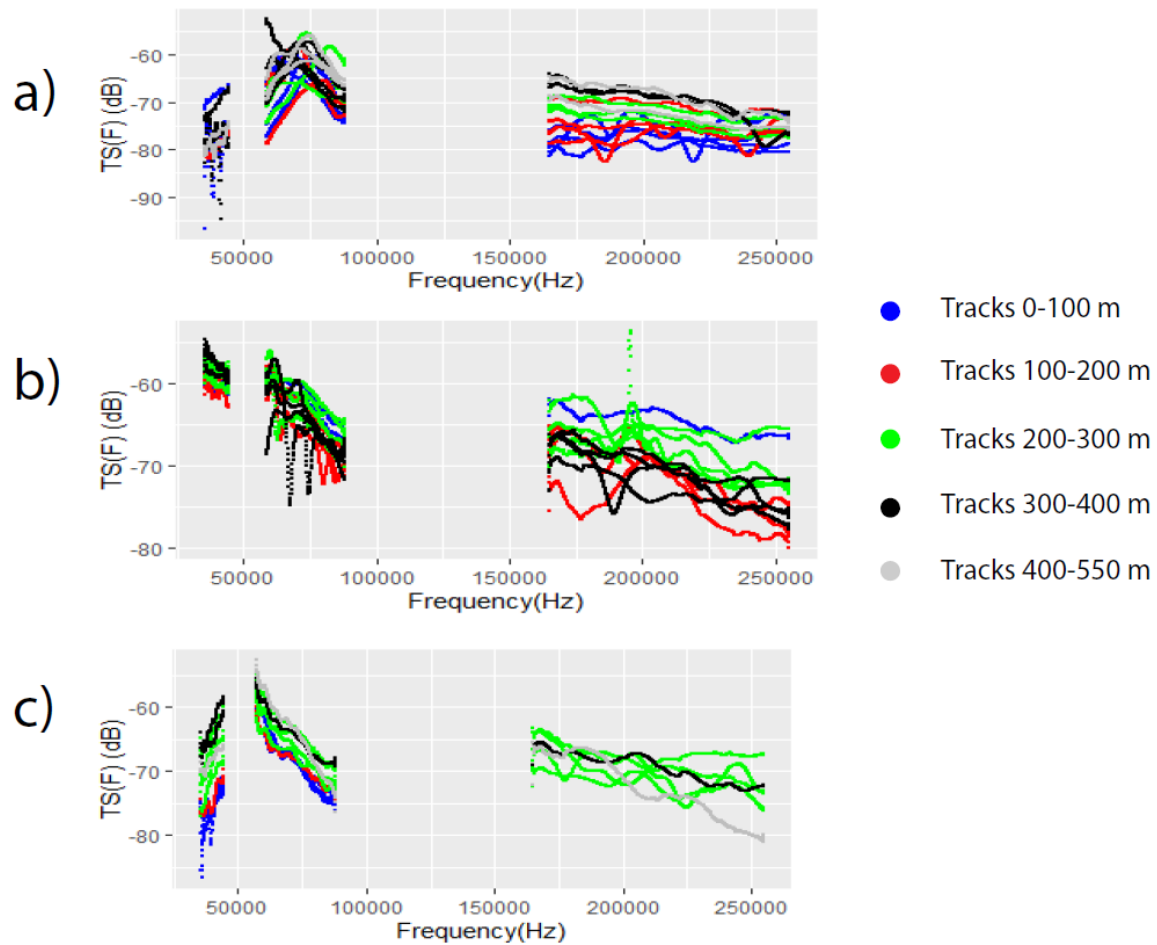 a)
TS(F) (dB)
-60
-70
-80
-90
50000 100000 150000 200000 250000
Frequency(Hz)
b)
TS(F) (dB)
-60
-70
-80
50000 100000 150000 200000 250000
Frequency(Hz)
Tracks 0-100 m
Tracks 100-200 m
Tracks 200-300 m
Tracks 300-400 m
Tracks 400-550 m
c)
TS(F) (dB)
-60
-70
-80
50000 100000 150000 200000 250000
Frequency(Hz)